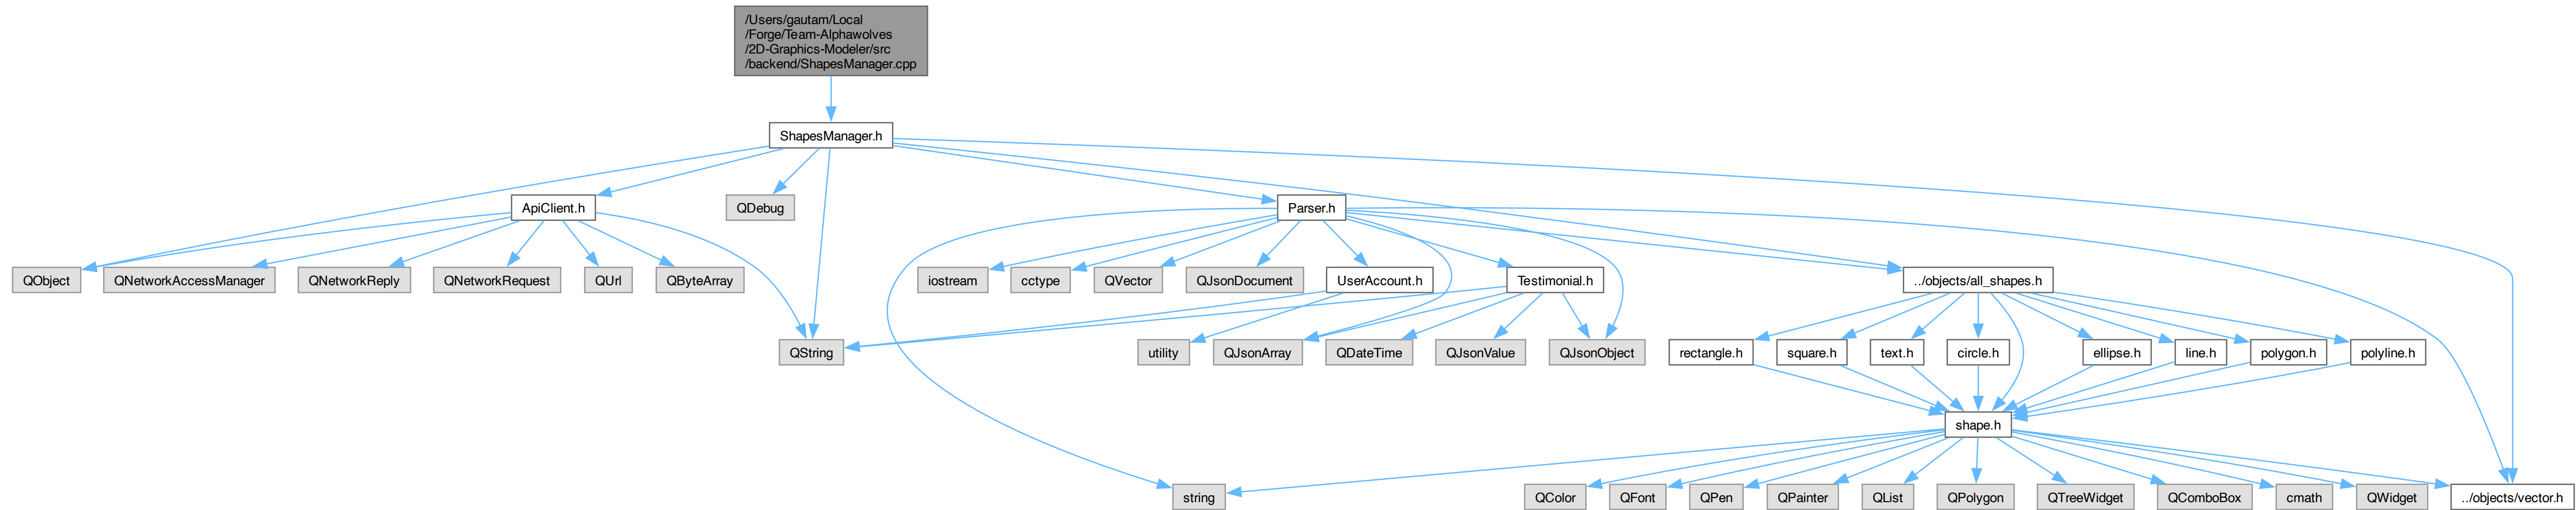 /Users/gautam/Local
/Forge/Team-Alphawolves
/2D-Graphics-Modeler/src
/backend/ShapesManager.cpp
ShapesManager.h
ApiClient.h
QDebug
Parser.h
QObject
QNetworkAccessManager
QNetworkReply
QNetworkRequest
QUrl
QByteArray
iostream
cctype
QVector
QJsonDocument
UserAccount.h
Testimonial.h
../objects/all_shapes.h
QString
utility
QJsonArray
QDateTime
QJsonValue
QJsonObject
rectangle.h
square.h
text.h
circle.h
ellipse.h
line.h
polygon.h
polyline.h
shape.h
string
QColor
QFont
QPen
QPainter
QList
QPolygon
QTreeWidget
QComboBox
cmath
QWidget
../objects/vector.h